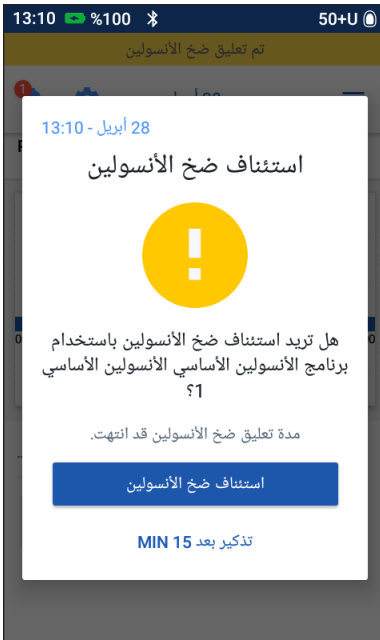 13:10 %100 50+U
تم تعليق ضخ الأنسولين
1
28 أبريل - 13:10
استئناف ضخ الأنسولين
هل تريد استئناف ضخ الأنسولين باستخدام
برنامج الأنسولين الأساسي الأنسولين الأساسي
1؟
مدة تعليق ضخ الأنسولين قد انتهت.
استئناف ضخ الأنسولين
تذكير بعد 15 MIN